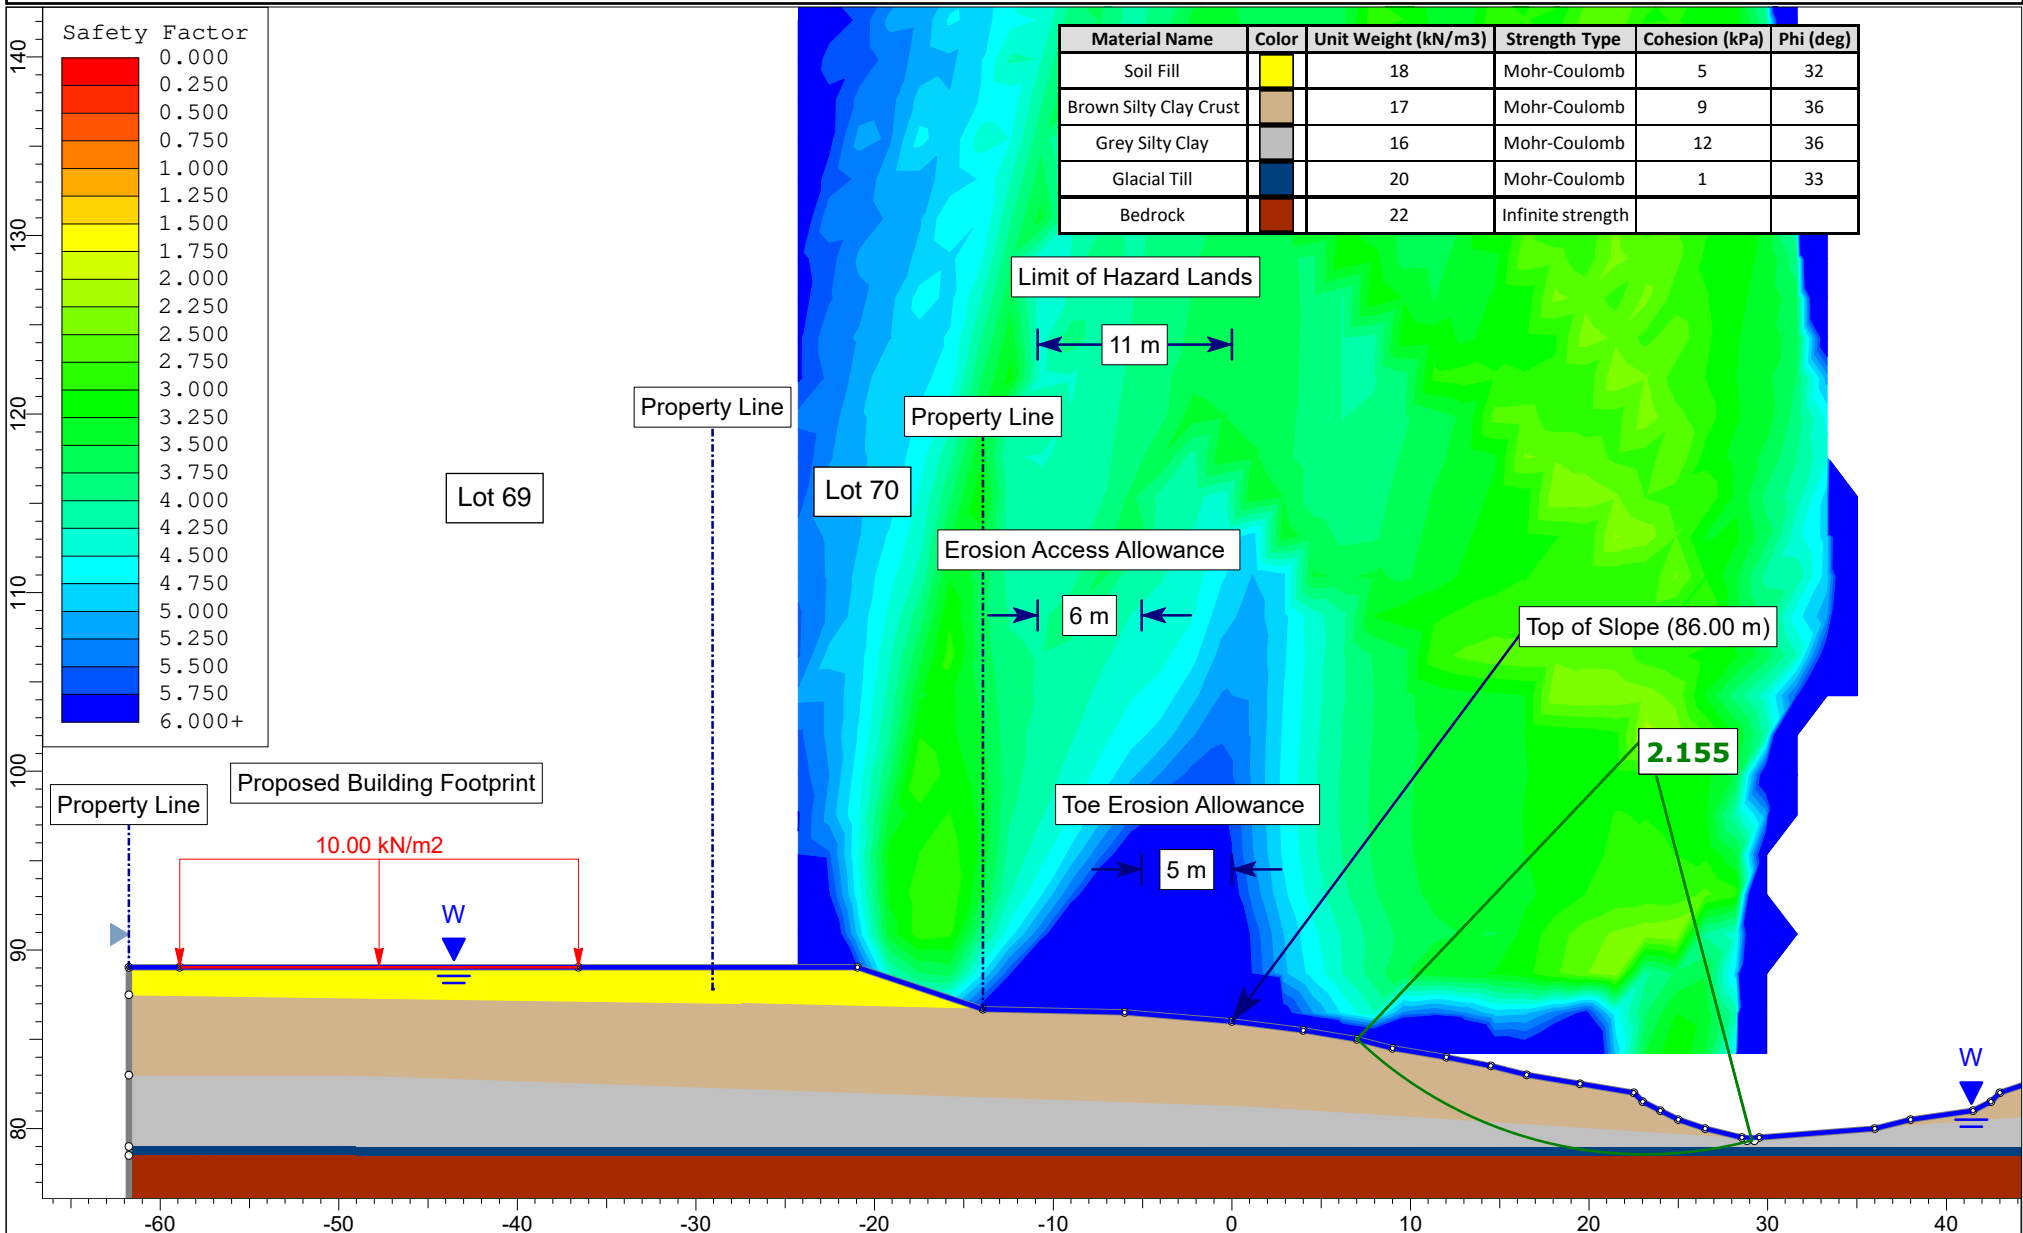 Safety Factor
0.000
0.250
0.500
0.750
1.000
1.250
1.500
1.750
2.000
2.250
2.500
2.750
3.000
3.250
3.500
3.750
4.000
4.250
4.500
4.750
5.000
5.250
5.500
5.750
6.000+
Material Name Color Unit Weight (kN/m3) Strength Type Cohesion (kPa) Phi (deg)
Soil Fill 18 Mohr-Coulomb 5 32
Brown Silty Clay Crust 17 Mohr-Coulomb 9 36
Grey Silty Clay 16 Mohr-Coulomb 12 36
Glacial Till 20 Mohr-Coulomb 1 33
Bedrock 22 Infinite strength
Limit of Hazard Lands
11 m
Property Line
Property Line
Lot 69
Lot 70
Erosion Access Allowance
6 m
Top of Slope (86.00 m)
2.155
Proposed Building Footprint
Property Line
Toe Erosion Allowance
10.00 kN/m2
5 m
W
W
140
130
120
110
100
90
80
-60 -50 -40 -30 -20 -10 0 10 20 30 40